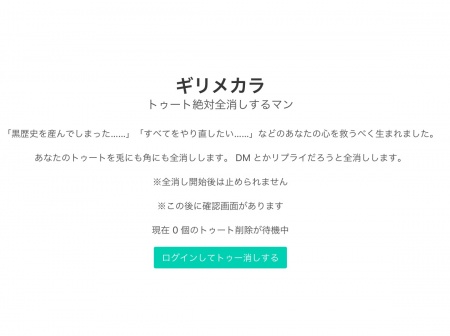 ギリメカラ
トゥート絶対全消しするマン
「黒歴史を産んでしまった......」「すべてをやり直したい......」などのあなたの心を救うべく生まれました。
あなたのトゥートを兎にも角にも全消しします。 DM とかリプライだろうと全消しします。
※全消し開始後は止められません
※この後に確認画面があります
現在 0 個のトゥート削除が待機中
ログインしてトゥー消しする